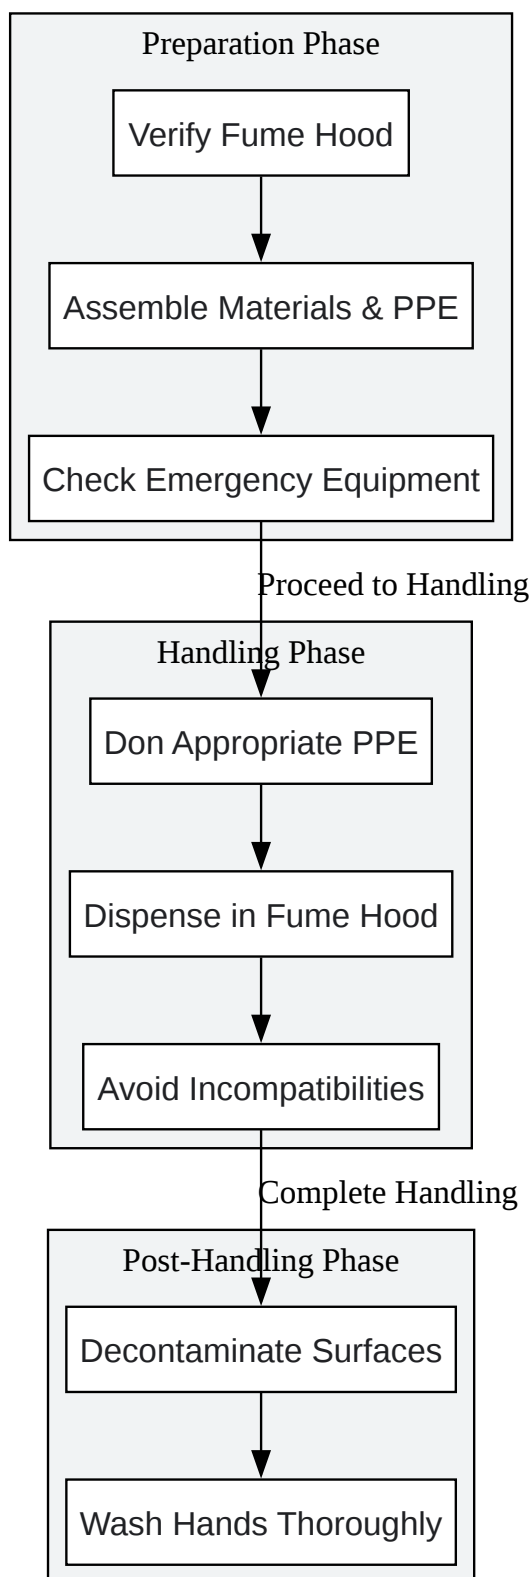 Preparation Phase
Verify Fume Hood
Assemble Materials & PPE
Check Emergency Equipment
Proceed to Handling
Handling Phase
Don Appropriate PPE
Dispense in Fume Hood
Avoid Incompatibilities
Complete Handling
Post-Handling Phase
Decontaminate Surfaces
Wash Hands Thoroughly